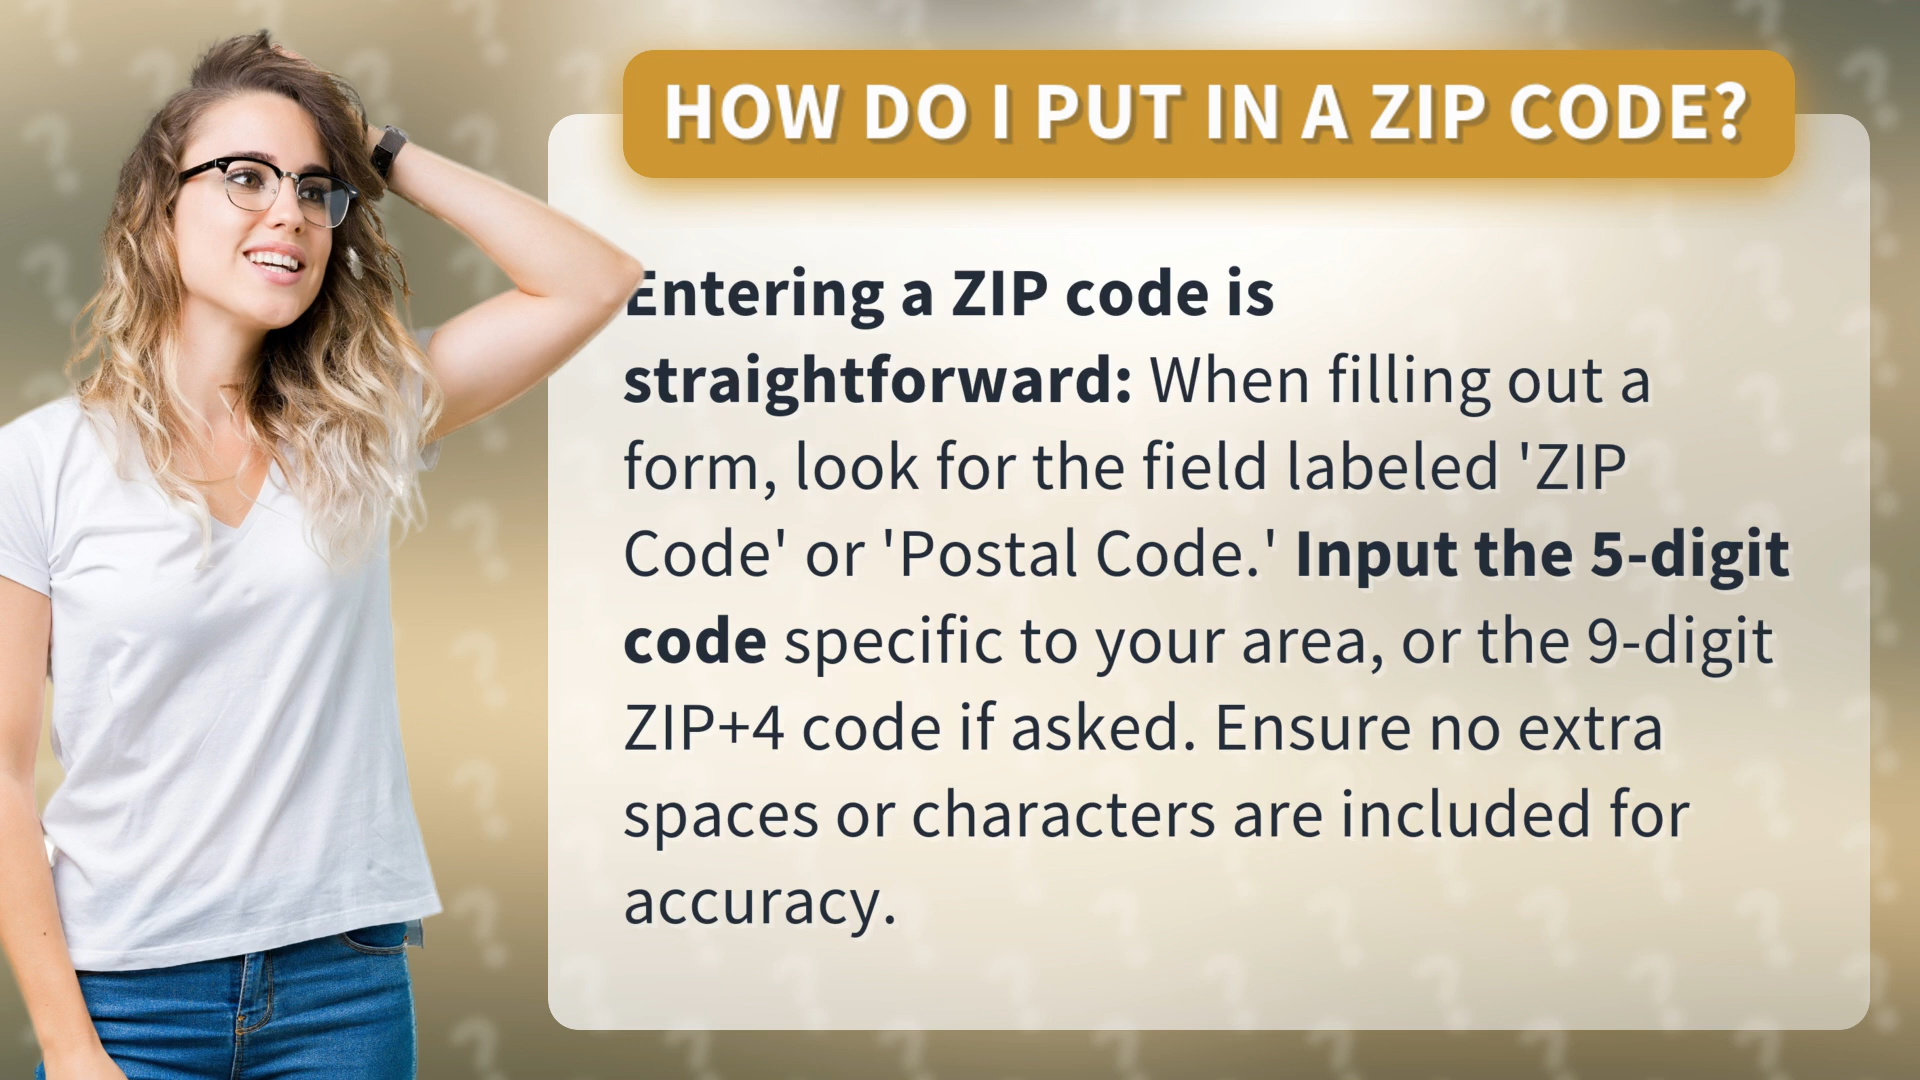 HOW DO I PUT IN A ZIP CODE?
Entering a ZIP code is
straightforward: When filling out a
form, look for the field labeled 'ZIP
Code' or 'Postal Code.' Input the 5-digit
code specific to your area, or the 9-digit
ZIP+4 code if asked. Ensure no extra
spaces or characters are included for
accuracy.